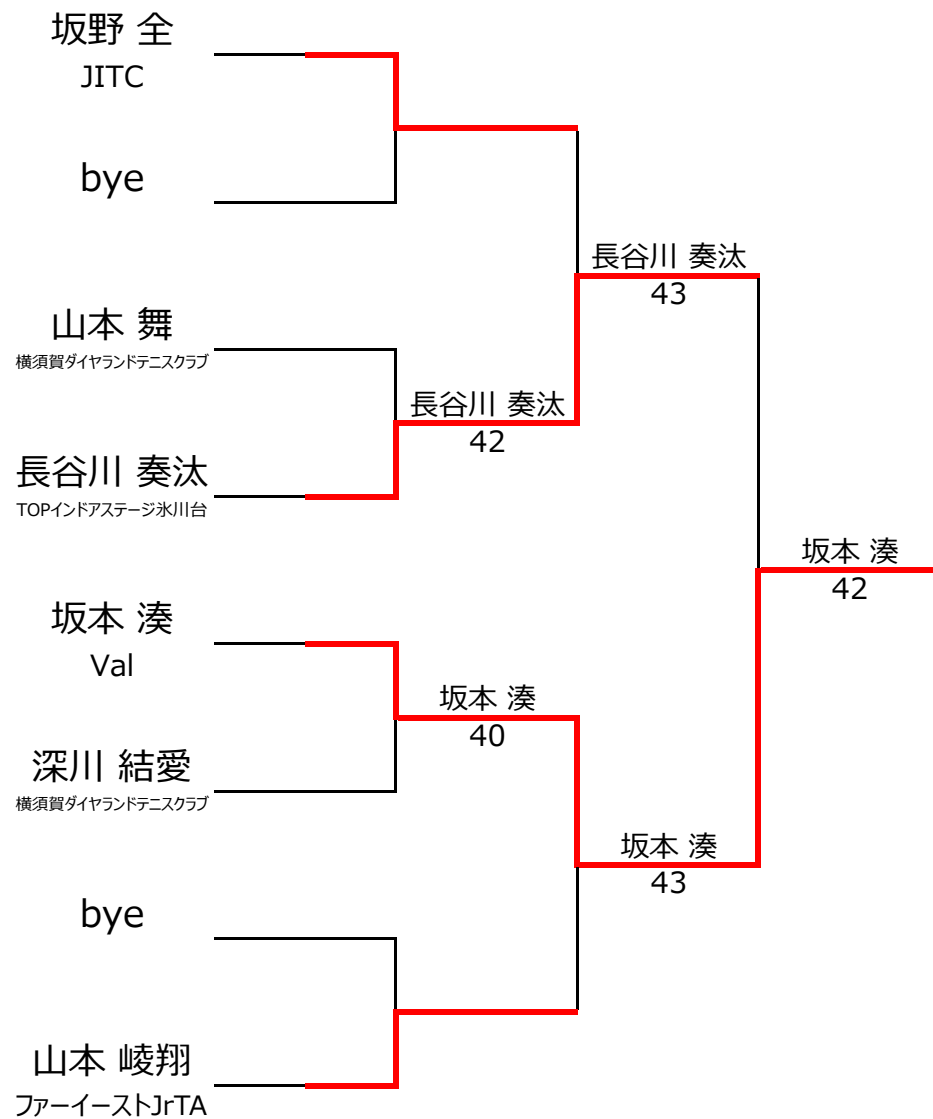 坂野 全
JITC
bye
山本 舞
横須賀ダイヤランドテニスクラブ
長谷川 奏汰
TOPインドアステージ氷川台
坂本 湊
Val
深川 結愛
横須賀ダイヤランドテニスクラブ
bye
山本 崚翔
ファーイーストJrTA
長谷川 奏汰
42
坂本 湊
40
長谷川 奏汰
43
坂本 湊
43
坂本 湊
42